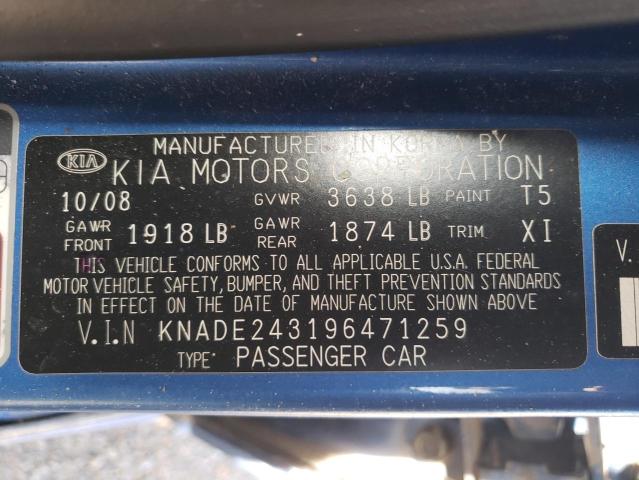 MANUFACTURED IN KOREA BY
KIA KIA MOTORS CORPORATION
10/08 GVWR 3638 LB PAINT T5
GAWR FRONT 1918 LB GAWR REAR 1874 LB TRIM XI
THIS VEHICLE CONFORMS TO ALL APPLICABLE U.S.A. FEDERAL
MOTOR VEHICLE SAFETY, BUMPER, AND THEFT PREVENTION STANDARDS
IN EFFECT ON THE DATE OF MANUFACTURE SHOWN ABOVE
V.I.N KNADE243196471259
TYPE: PASSENGER CAR
V.